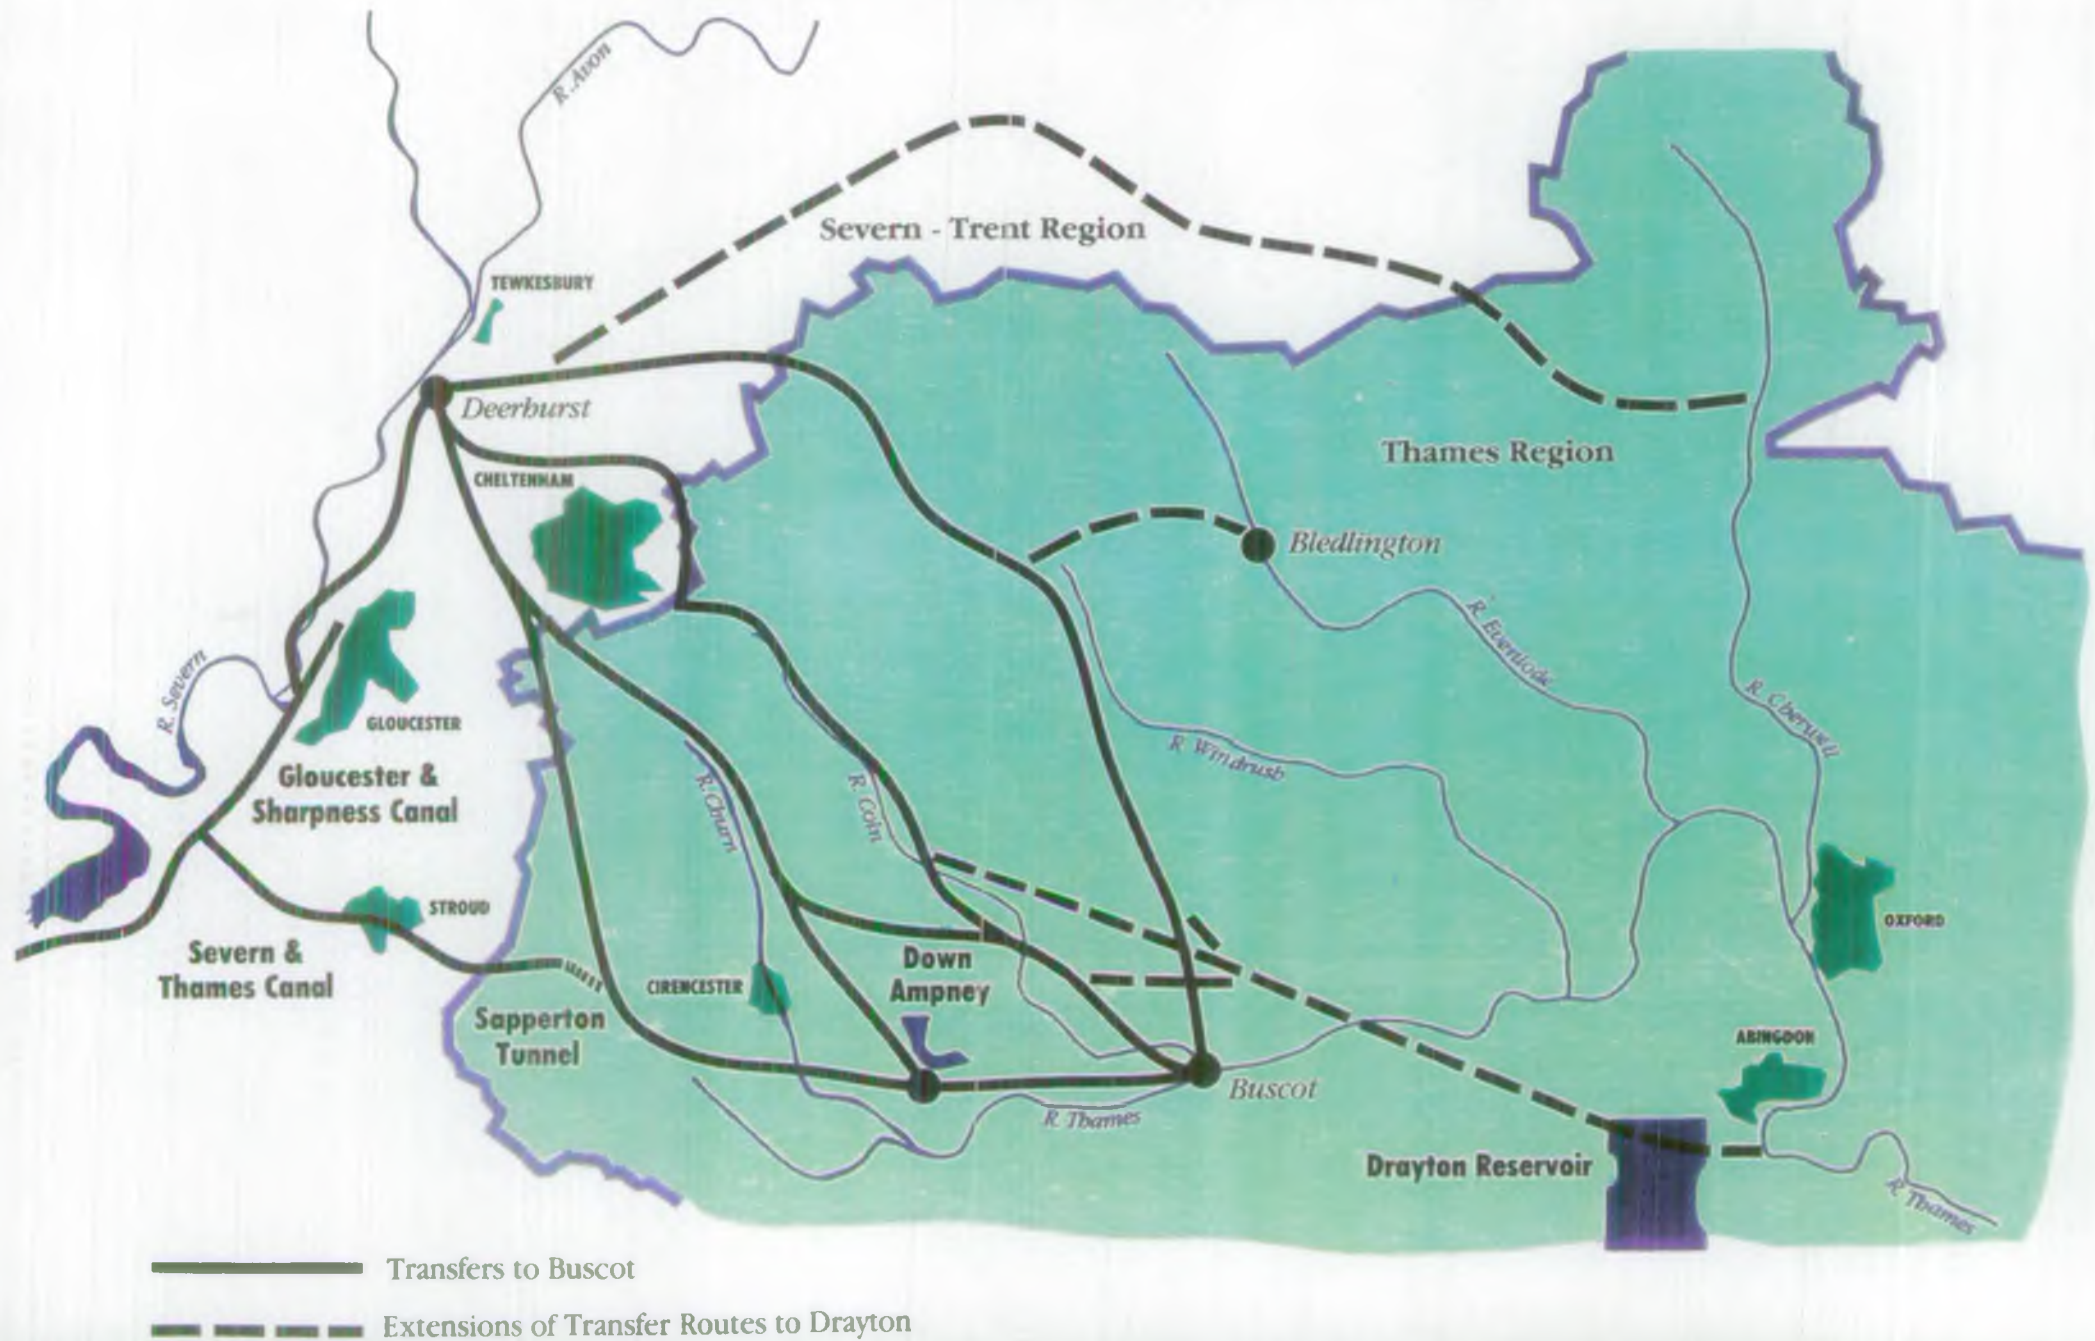 R. Avon
Severn - Trent Region
TEWKESBURY
Deerhurst
Thames Region
CHELTENHAM
Bledlington
R. Evenlode
R. Severn
R. Cherwell
GLOUCESTER
R. Windrush
Gloucester &
Sharpness Canal
R. Churn
R. Coln
STROUD
OXFORD
Severn &
Thames Canal
Down
Ampney
CIRENCESTER
Sapperton
Tunnel
ABINGDON
Buscot
R. Thames
Drayton Reservoir
R. Thames
Transfers to Buscot
Extensions of Transfer Routes to Drayton